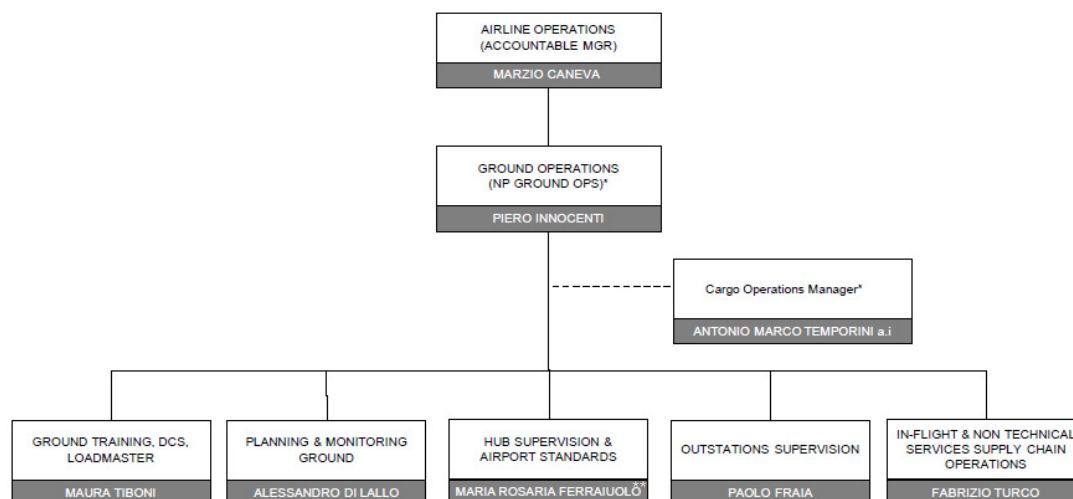 AIRLINE OPERATIONS
(ACCOUNTABLE MGR)
MARZIO CANEVA
GROUND OPERATIONS
(NP GROUND OPS)*
PIERO INNOCENTI
Cargo Operations Manager*
ANTONIO MARCO TEMPORINI a.i
GROUND TRAINING, DCS,
LOADMASTER
MAURA TIBONI
PLANNING & MONITORING
GROUND
ALESSANDRO DI LALLO
HUB SUPERVISION &
AIRPORT STANDARDS
MARIA ROSARIA FERRAIUOLO**
OUTSTATIONS SUPERVISION
PAOLO FRAIA
IN-FLIGHT & NON TECHNICAL
SERVICES SUPPLY CHAIN
OPERATIONS
FABRIZIO TURCO